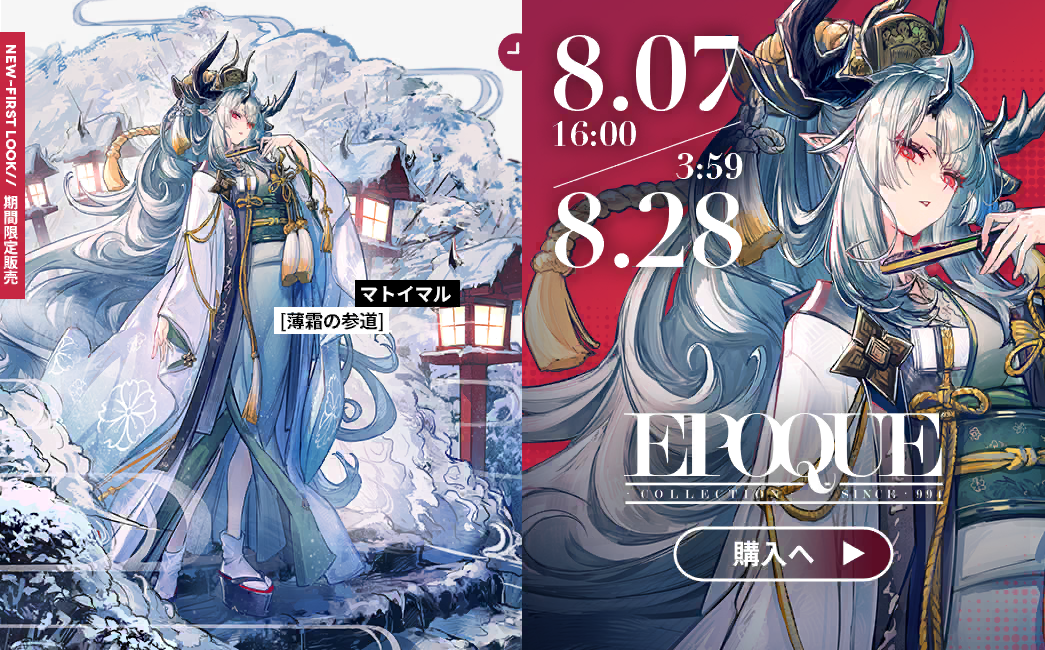 NEW-FIRST LOOK//
期間限定販売
マトイマル
[薄霜の参道]
8.07
16:00
3:59
8.28
EPOQUE
· COLLECTION SINCE · 994
購入へ